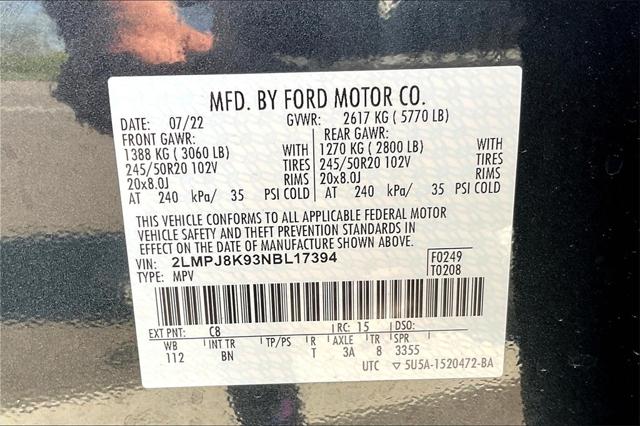 MFD. BY FORD MOTOR CO.
DATE: 07/22 GVWR: 2617 KG ( 5770 LB)
FRONT GAWR: REAR GAWR:
1388 KG ( 3060 LB) WITH 1270 KG ( 2800 LB) WITH
245/50R20 102V TIRES 245/50R20 102V TIRES
20x8.0J RIMS 20x8.0J RIMS
AT 240 kPa/ 35 PSI COLD AT 240 kPa/ 35 PSI COLD
THIS VEHICLE CONFORMS TO ALL APPLICABLE FEDERAL MOTOR
VEHICLE SAFETY AND THEFT PREVENTION STANDARDS IN
EFFECT ON THE DATE OF MANUFACTURE SHOWN ABOVE.
VIN: 2LMPJ8K93NBL17394 F0249
TYPE: MPV T0208
EXT PNT: C8 RC: 15 DSO:
WB INT TR TP/PS R AXLE TR SPR
112 BN T 3A 8 3355
UTC ▽ 5U5A-1520472-BA